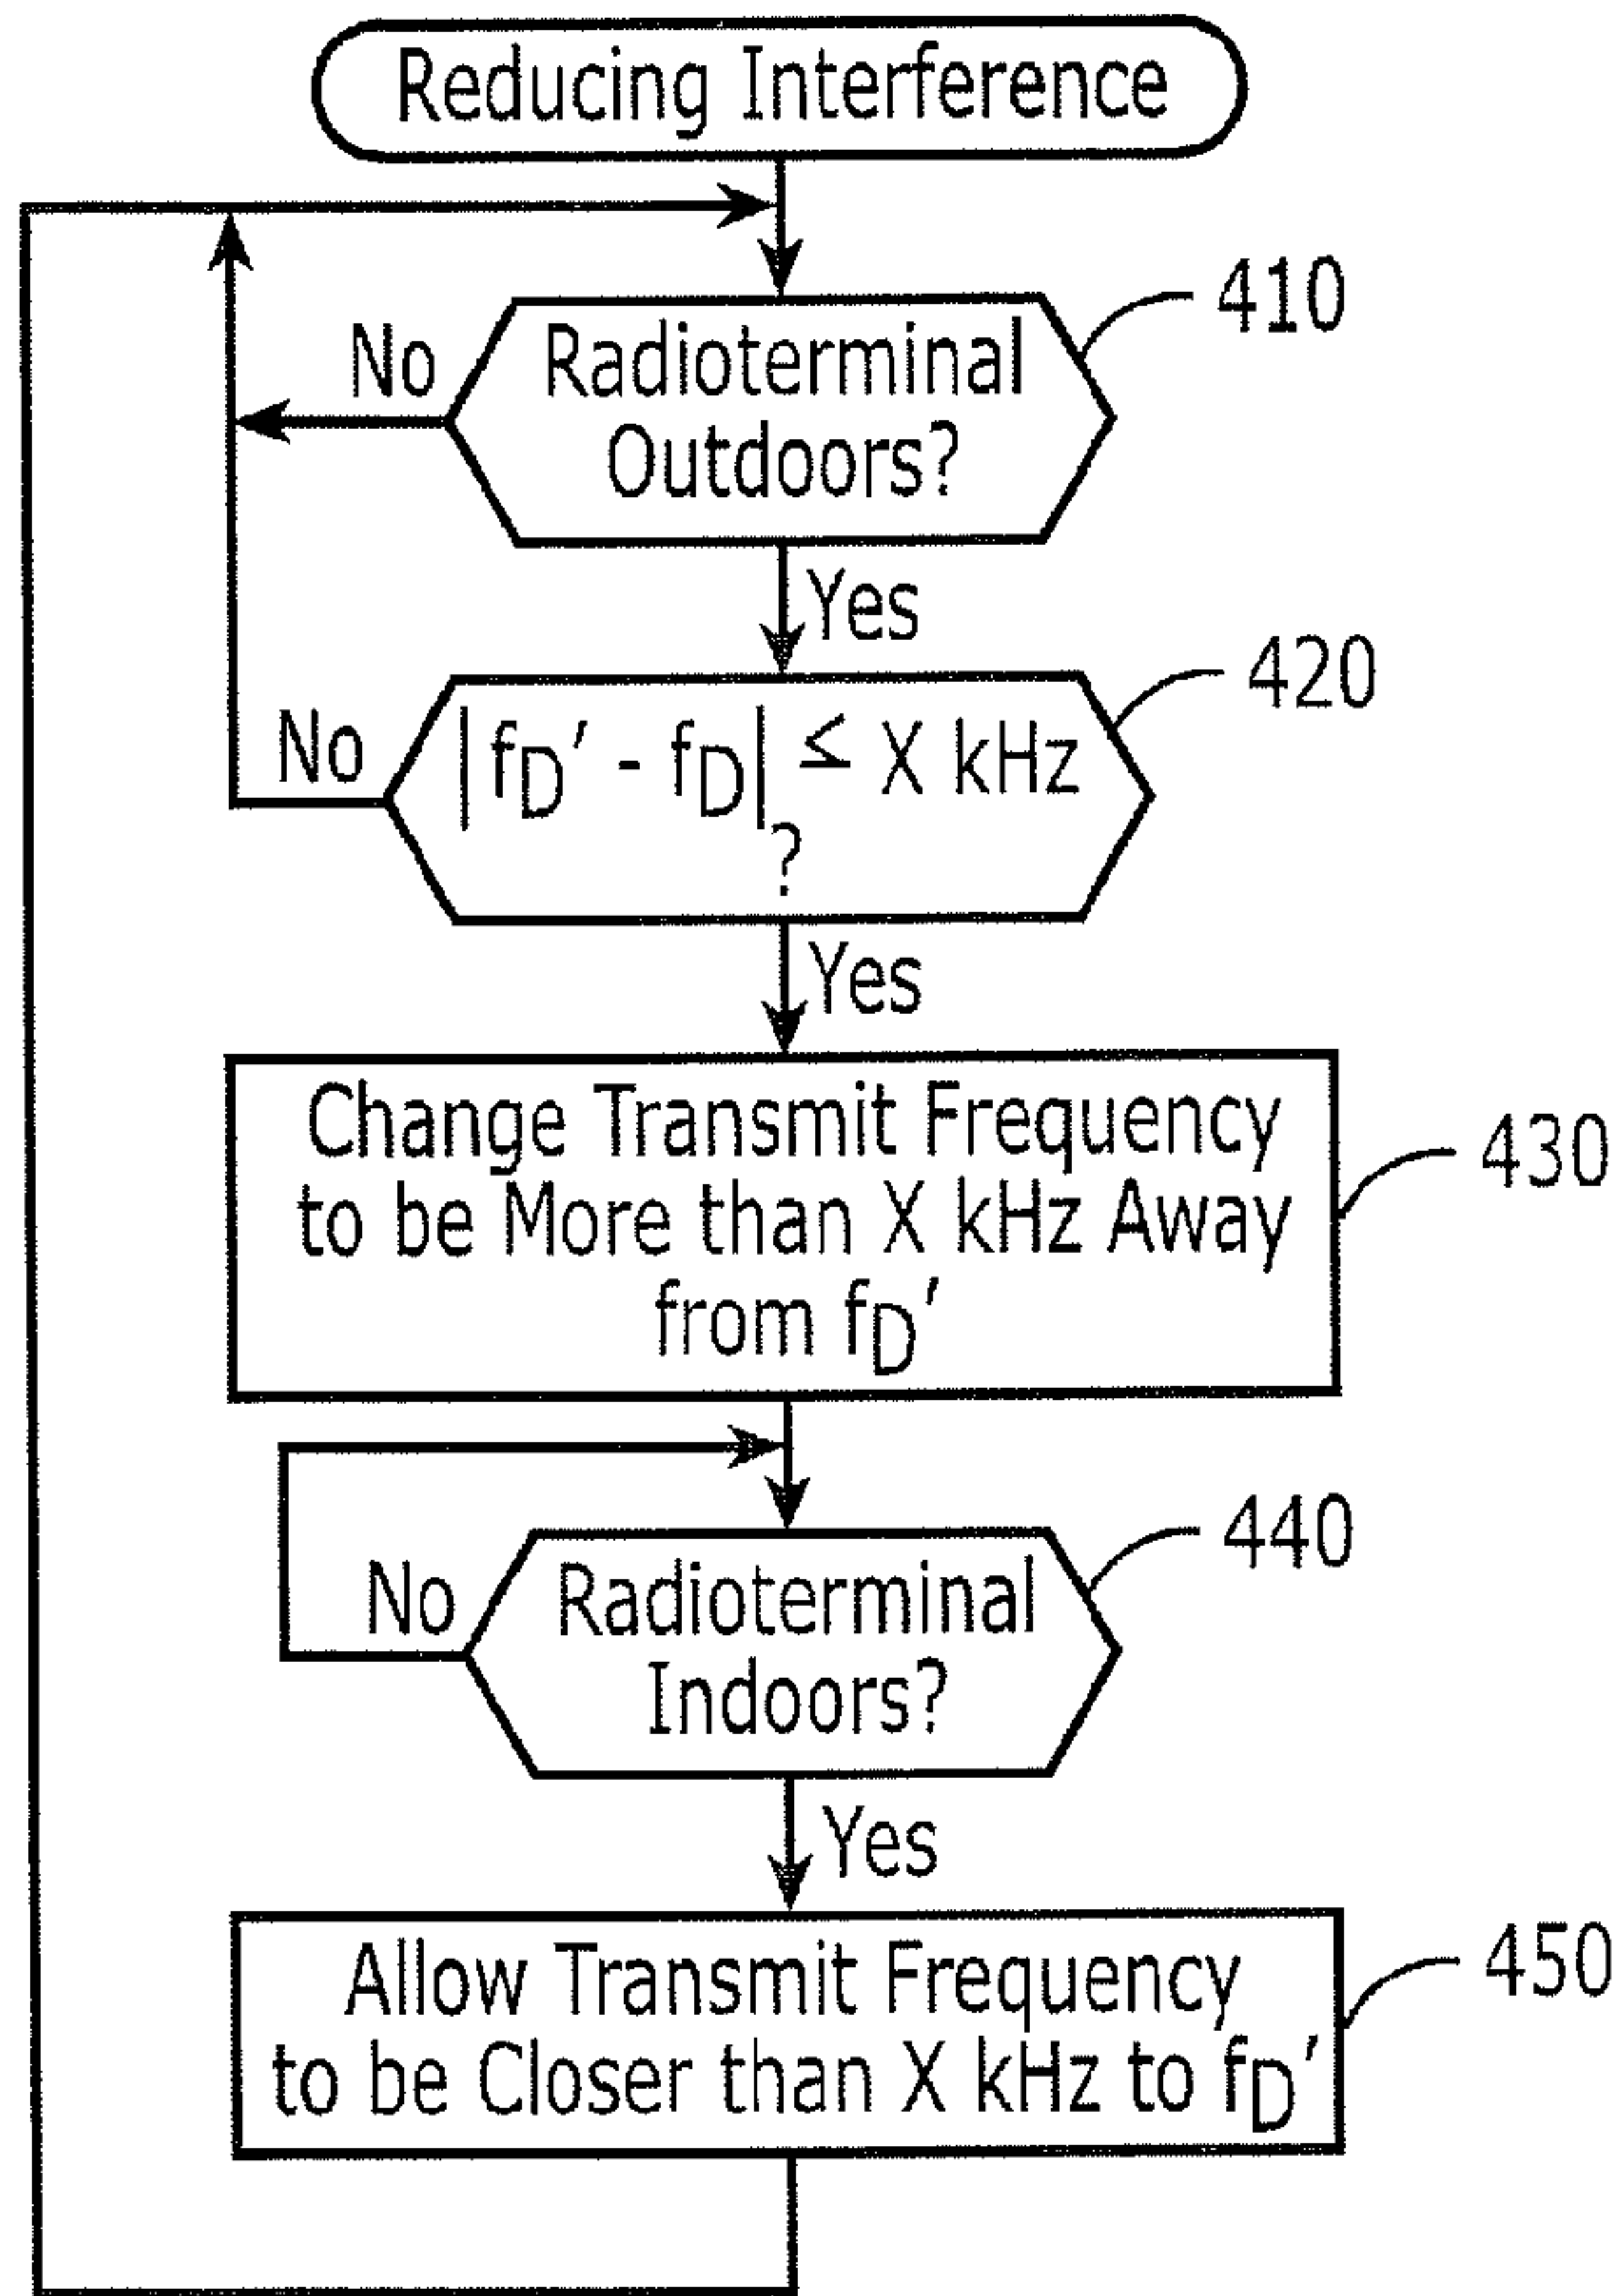 Reducing Interference
410
No
Radioterminal
Outdoors?
Yes
420
No
| fD' - fD| ≤ X kHz
?
Yes
Change Transmit Frequency
to be More than X kHz Away
from fD'
430
440
No
Radioterminal
Indoors?
Yes
Allow Transmit Frequency
to be Closer than X kHz to fD'
450